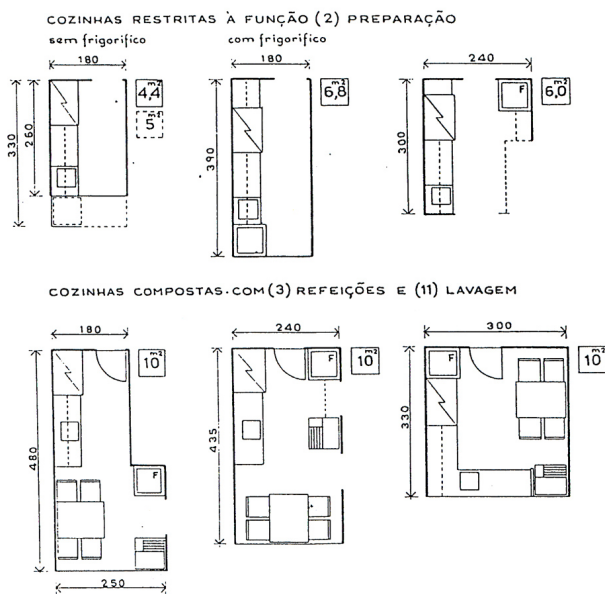 COZINHAS RESTRITAS À FUNÇÃO (2) PREPARAÇÃO
sem frigorifico
com frigorifico
180
180
240
m²
4,4
m²
5
m²
6,8
F
m²
6,0
330
260
390
300
COZINHAS COMPOSTAS.COM (3) REFEIÇÕES E (11) LAVAGEM
180
240
300
m²
10
F
m²
10
F
m²
10
480
435
330
F
250